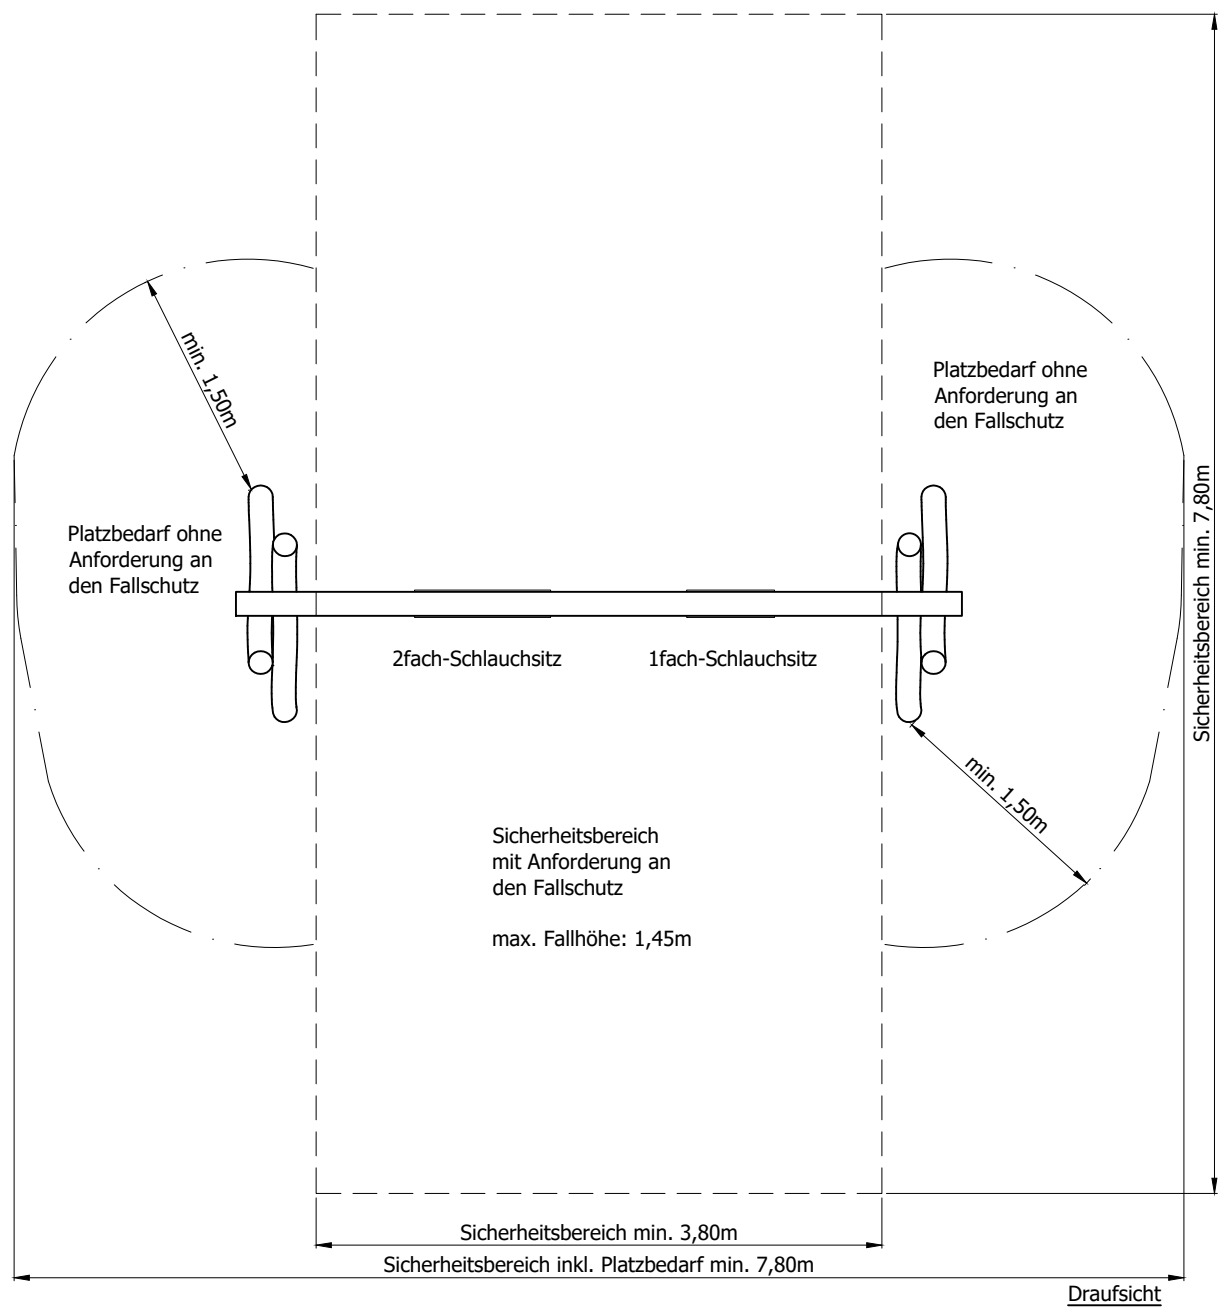 min. 1,50m
Platzbedarf ohne
Anforderung an
den Fallschutz
Platzbedarf ohne
Anforderung an
den Fallschutz
Sicherheitsbereich min. 7,80m
2fach-Schlauchsitz
1fach-Schlauchsitz
min. 1,50m
Sicherheitsbereich
mit Anforderung an
den Fallschutz
max. Fallhöhe: 1,45m
Sicherheitsbereich min. 3,80m
Sicherheitsbereich inkl. Platzbedarf min. 7,80m
Draufsicht